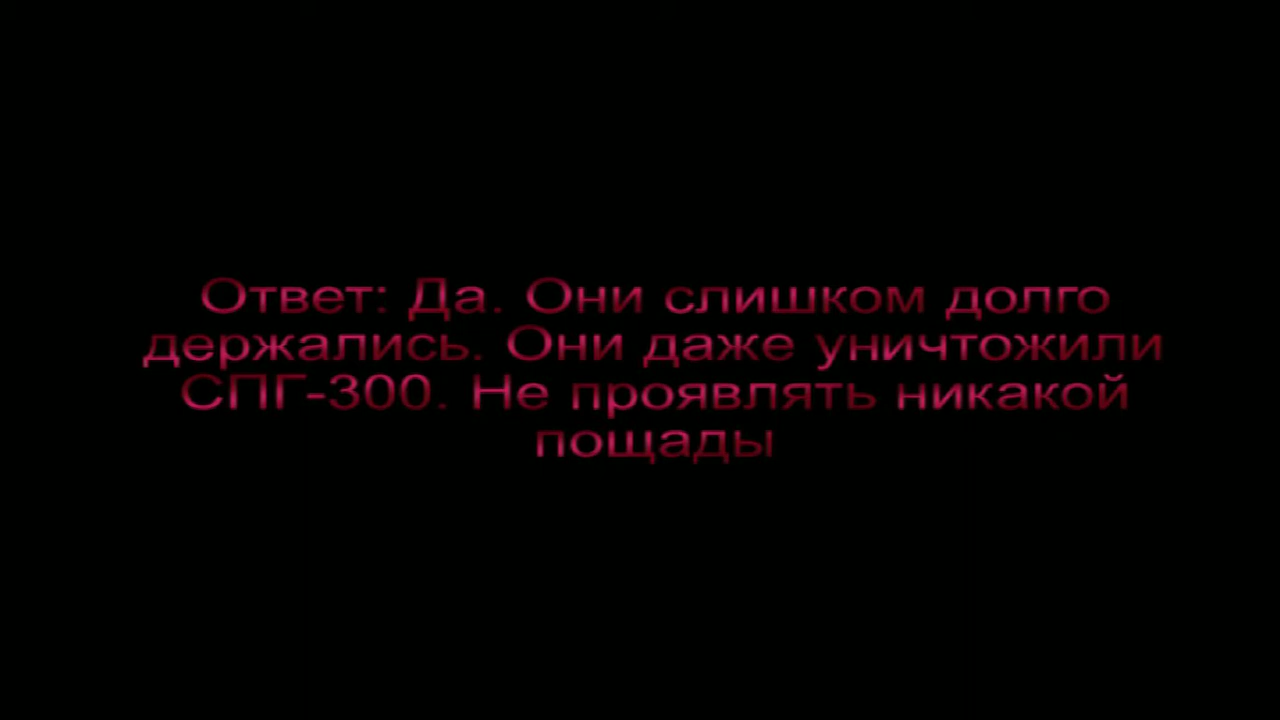 Ответ: Да. Они слишком долго
держались. Они даже уничтожили
СПГ-300. Не проявлять никакой
пощады